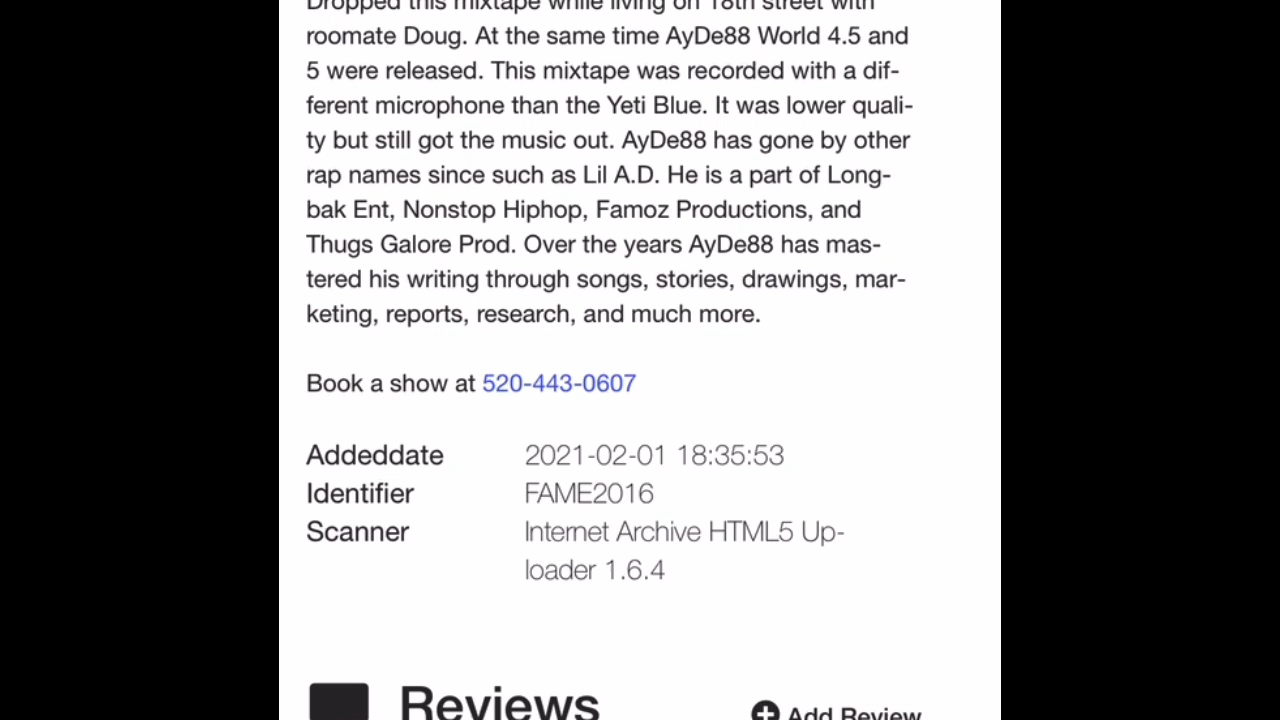 Dropped this mixtape while living on 18th street with
roomate Doug. At the same time AyDe88 World 4.5 and
5 were released. This mixtape was recorded with a dif-
ferent microphone than the Yeti Blue. It was lower quali-
ty but still got the music out. AyDe88 has gone by other
rap names since such as Lil A.D. He is a part of Long-
bak Ent, Nonstop Hiphop, Famoz Productions, and
Thugs Galore Prod. Over the years AyDe88 has mas-
tered his writing through songs, stories, drawings, mar-
keting, reports, research, and much more.
Book a show at 520-443-0607
Addeddate 2021-02-01 18:35:53
Identifier FAME2016
Scanner Internet Archive HTML5 Up-
loader 1.6.4
Reviews
Add Review